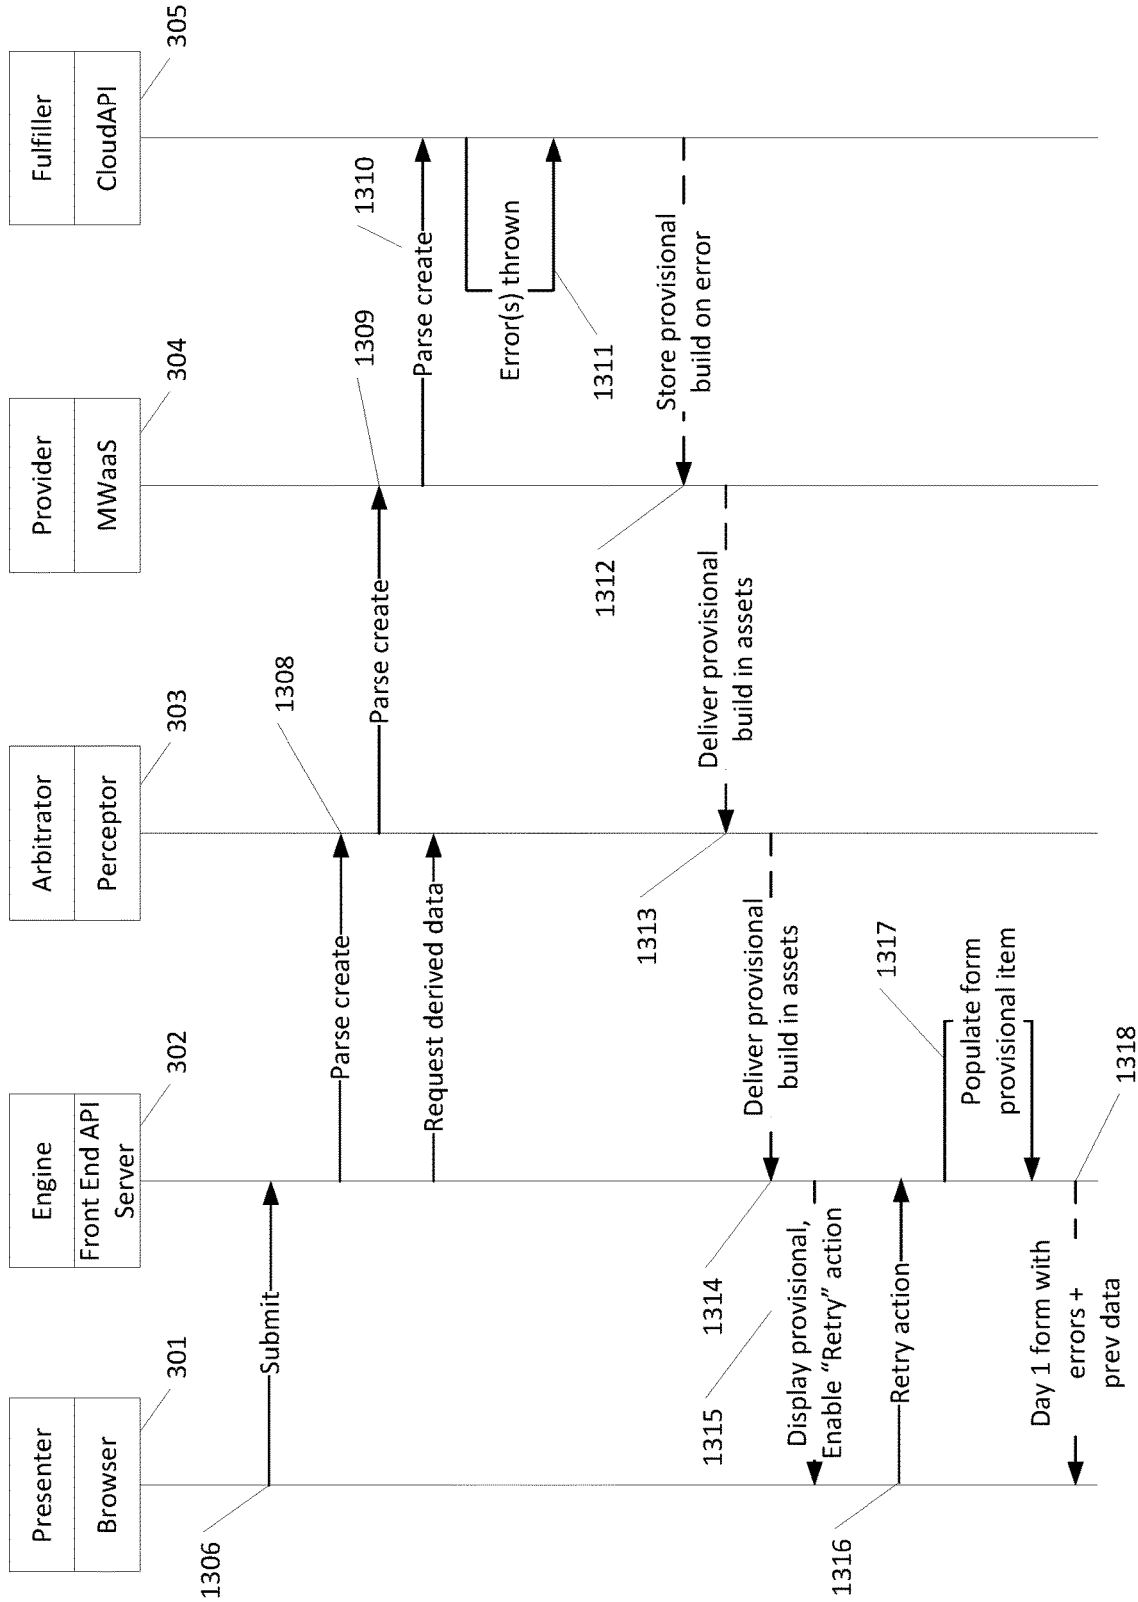 Presenter
Browser
301
Engine
Front End API
Server
302
Arbitrator
Perceptor
303
Provider
MWaaS
304
Fulfiller
CloudAPI
305
1306
Submit
Parse create
1308
Parse create
1309
Parse create
1310
Request derived data
Error(s) thrown
1311
Store provisional
build on error
1312
Deliver provisional
build in assets
1313
Deliver provisional
build in assets
1314
Display provisional,
Enable “Retry” action
1315
Retry action
1316
Populate form
provisional item
1317
Day 1 form with
errors +
prev data
1318